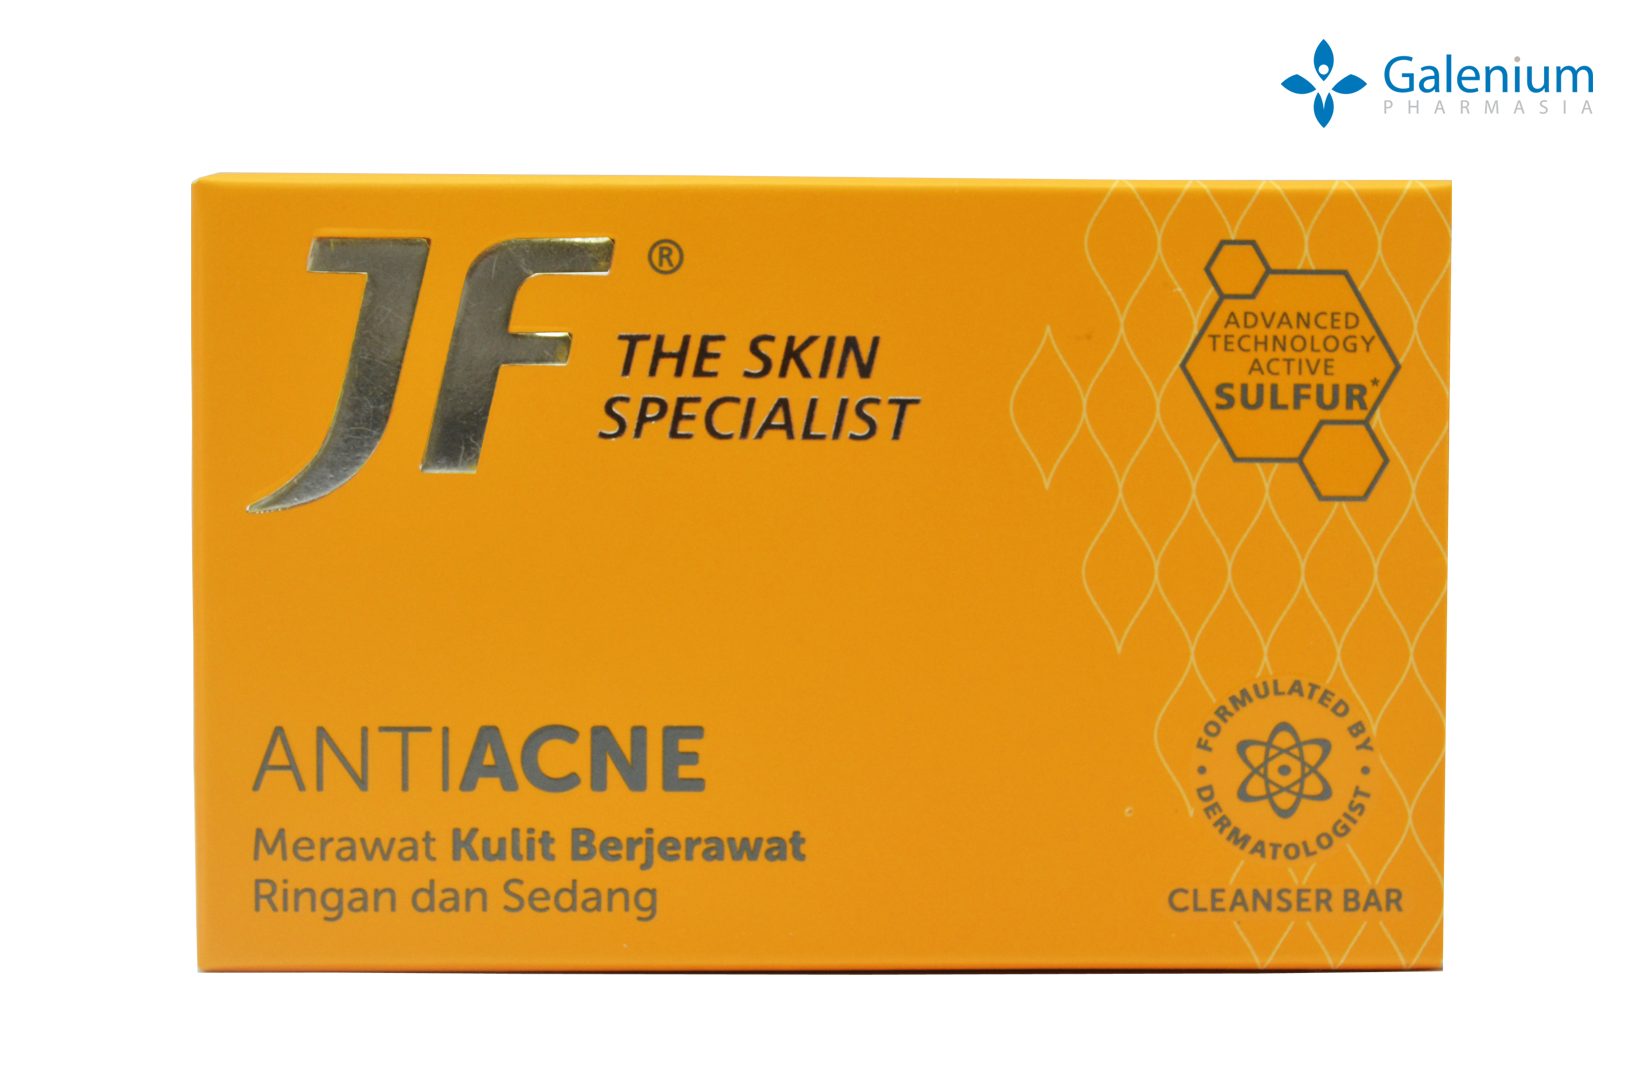 Galenium
PHARMASIA
JF®
THE SKIN
SPECIALIST
ADVANCED
TECHNOLOGY
ACTIVE
SULFUR*
ANTIACNE
Merawat Kulit Berjerawat
Ringan dan Sedang
• FORMULATED BY •
DERMATOLOGIST
CLEANSER BAR